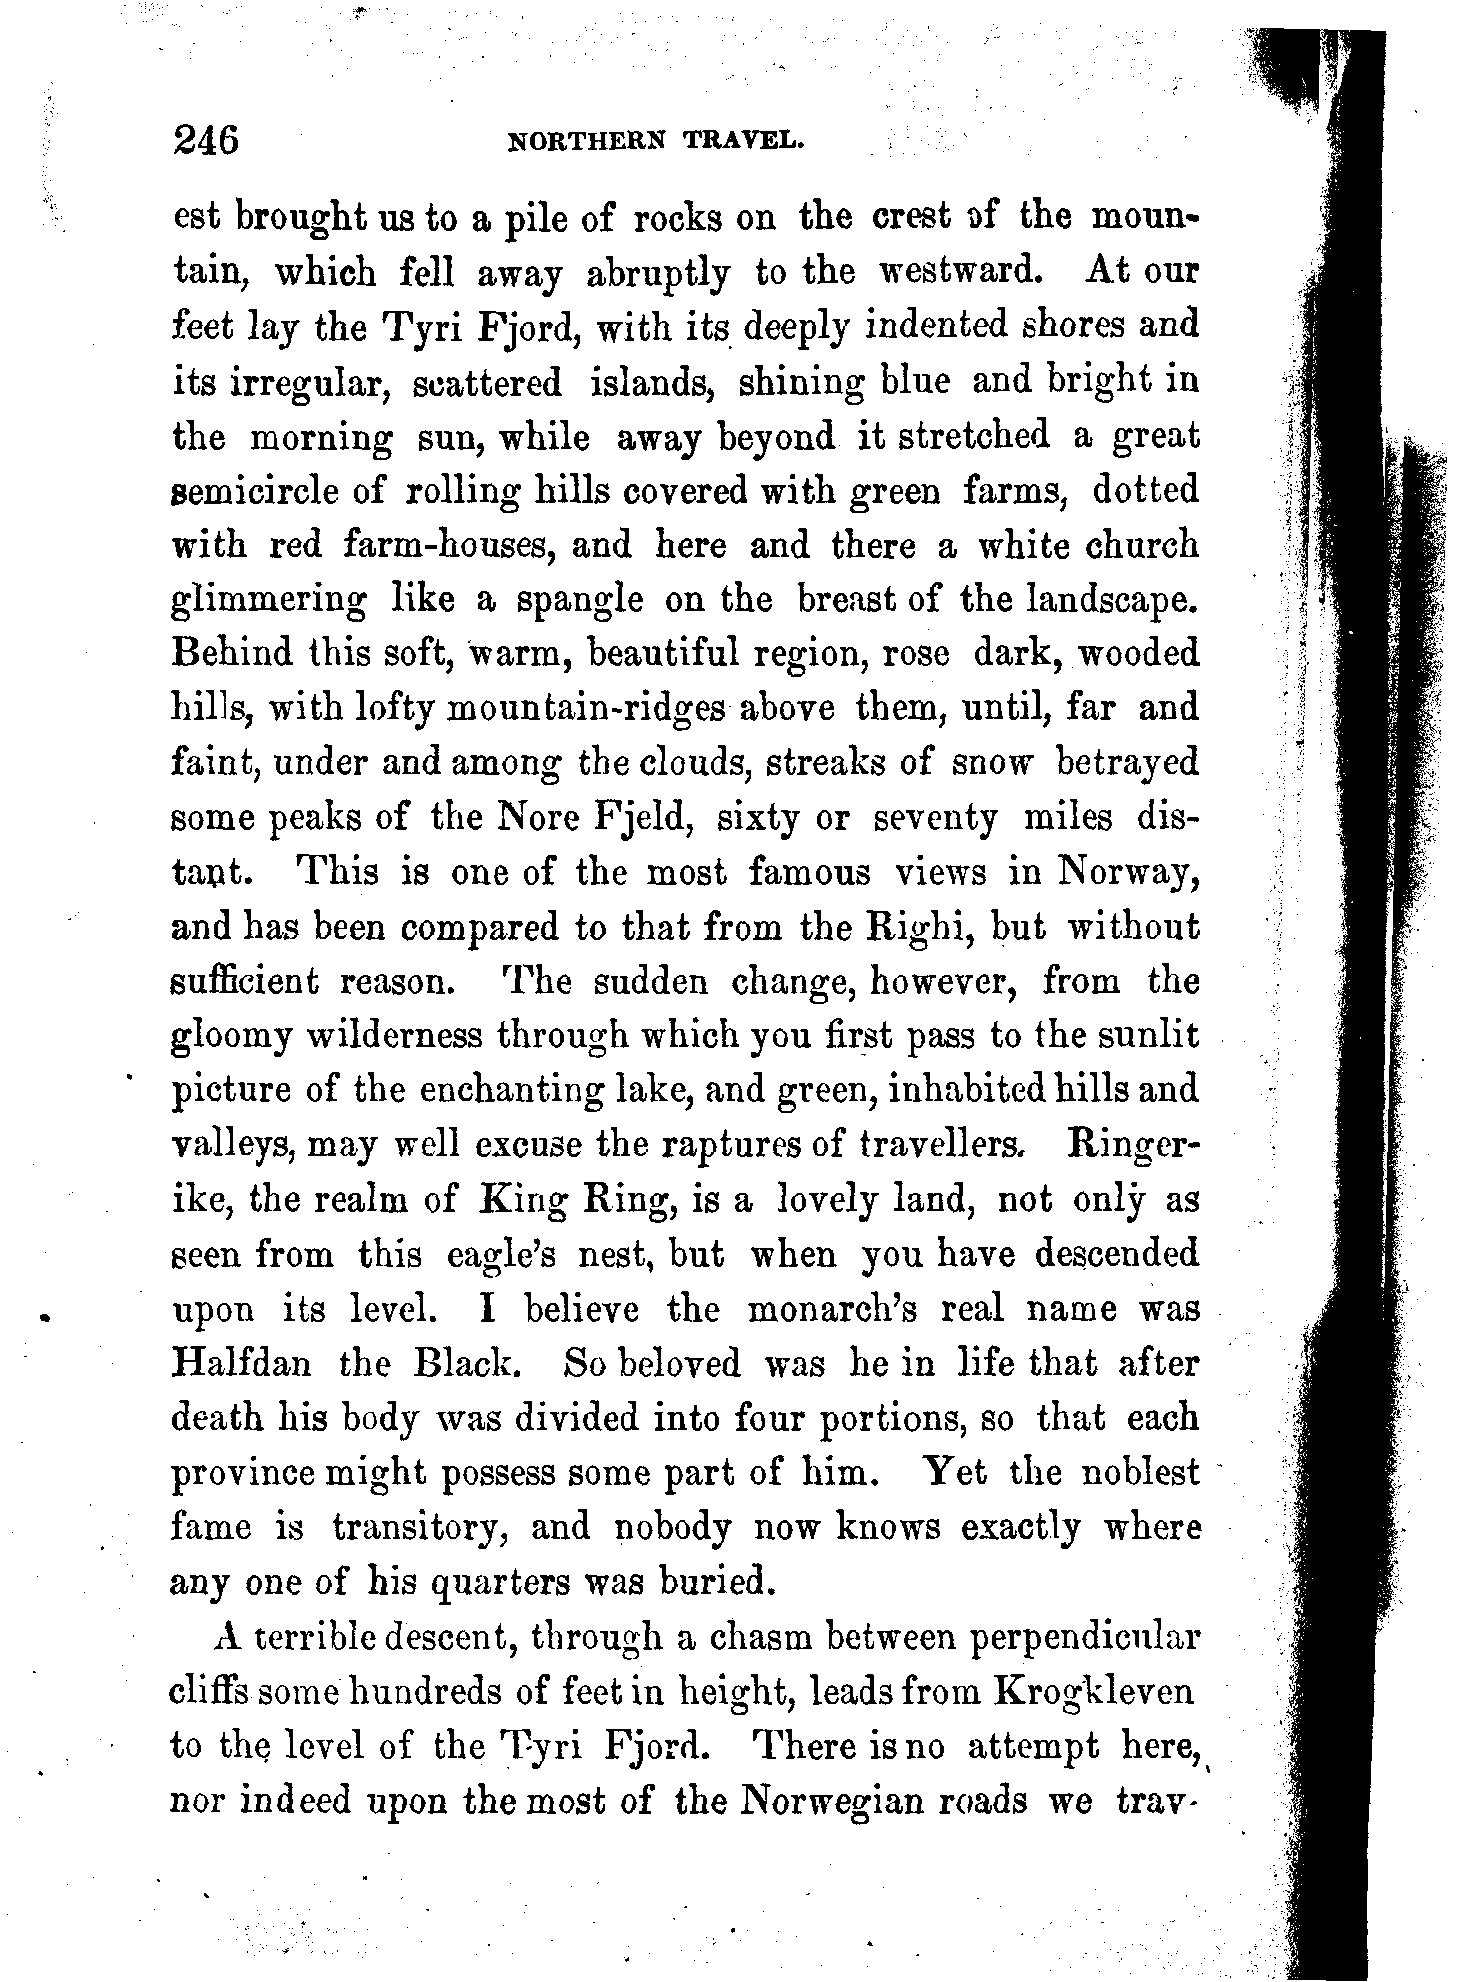 246 NORTHERN TRAVEL.
est brought us to a pile of rocks on the crest of the moun-
tain, which fell away abruptly to the westward. At our
feet lay the Tyri Fjord, with its deeply indented shores and
its irregular, scattered islands, shining blue and bright in
the morning sun, while away beyond it stretched a great
semicircle of rolling hills covered with green farms, dotted
with red farm-houses, and here and there a white church
glimmering like a spangle on the breast of the landscape.
Behind this soft, warm, beautiful region, rose dark, wooded
hills, with lofty mountain-ridges above them, until, far and
faint, under and among the clouds, streaks of snow betrayed
some peaks of the Nore Fjeld, sixty or seventy miles dis-
tant. This is one of the most famous views in Norway,
and has been compared to that from the Righi, but without
sufficient reason. The sudden change, however, from the
gloomy wilderness through which you first pass to the sunlit
picture of the enchanting lake, and green, inhabited hills and
valleys, may well excuse the raptures of travellers. Ringer-
ike, the realm of King Ring, is a lovely land, not only as
seen from this eagle's nest, but when you have descended
upon its level. I believe the monarch's real name was
Halfdan the Black. So beloved was he in life that after
death his body was divided into four portions, so that each
province might possess some part of him. Yet the noblest
fame is transitory, and nobody now knows exactly where
any one of his quarters was buried.
A terrible descent, through a chasm between perpendicular
cliffs some hundreds of feet in height, leads from Krogkleven
to the level of the Tyri Fjord. There is no attempt here,
nor indeed upon the most of the Norwegian roads we trav-